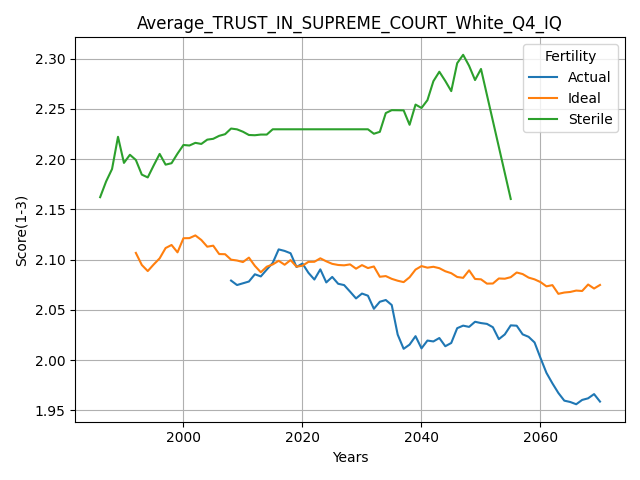 Average_TRUST_IN_SUPREME_COURT_White_Q4_IQ
Fertility
Actual
Ideal
Sterile
Score(1-3)
2.30
2.25
2.20
2.15
2.10
2.05
2.00
1.95
2000
2020
2040
2060
Years